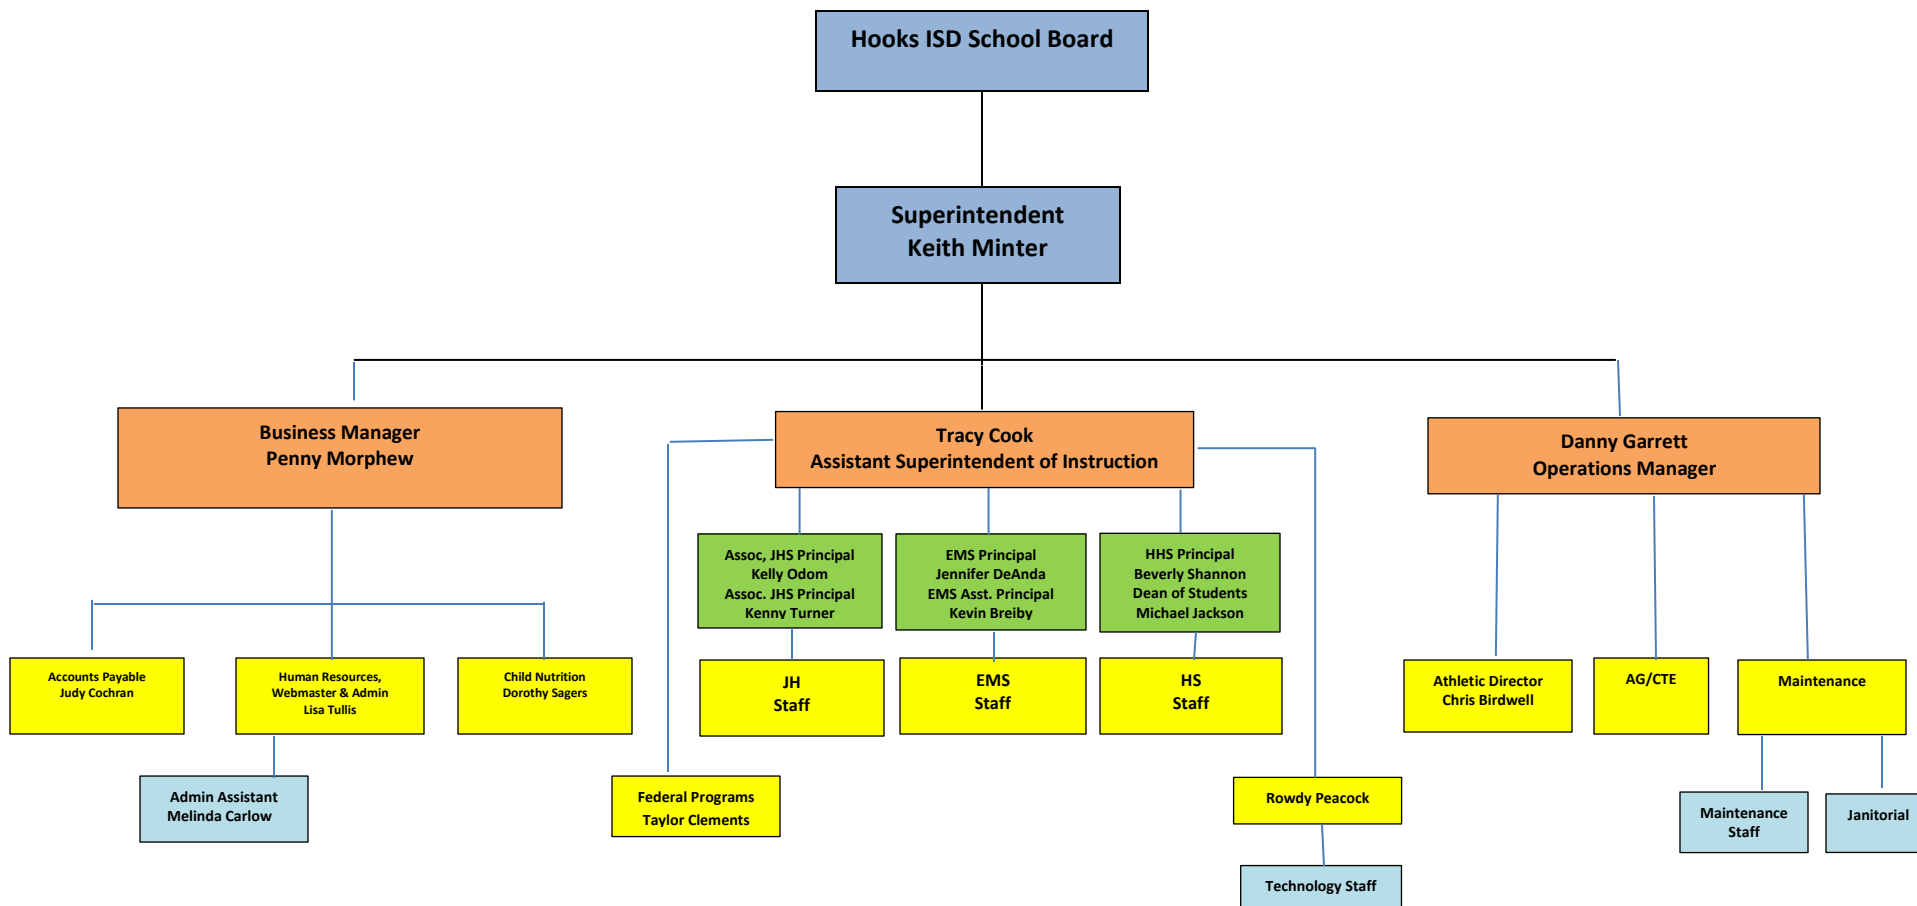 Hooks ISD School Board
Superintendent
Keith Minter
Business Manager
Penny Morphew
Tracy Cook
Assistant Superintendent of Instruction
Danny Garrett
Operations Manager
Assoc, JHS Principal
Kelly Odom
Assoc. JHS Principal
Kenny Turner
EMS Principal
Jennifer DeAnda
EMS Asst. Principal
Kevin Breiby
HHS Principal
Beverly Shannon
Dean of Students
Michael Jackson
Accounts Payable
Judy Cochran
Human Resources,
Webmaster & Admin
Lisa Tullis
Child Nutrition
Dorothy Sagers
JH
Staff
EMS
Staff
HS
Staff
Athletic Director
Chris Birdwell
AG/CTE
Maintenance
Admin Assistant
Melinda Carlow
Federal Programs
Taylor Clements
Rowdy Peacock
Maintenance
Staff
Janitorial
Technology Staff